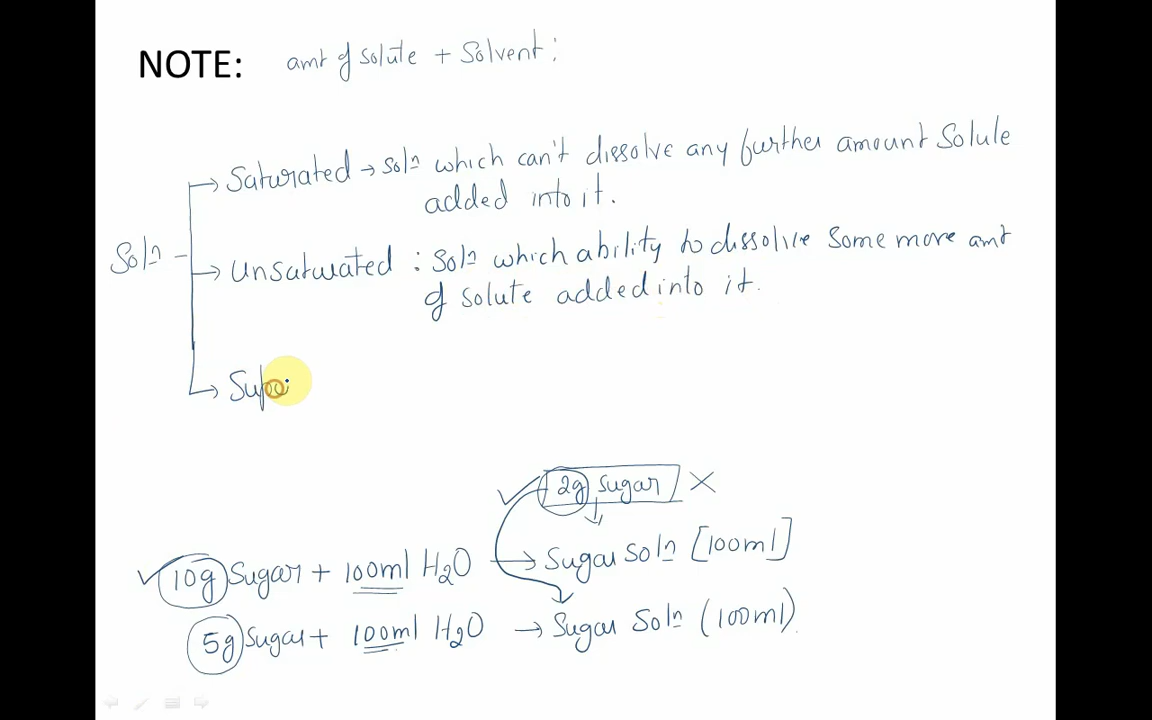 NOTE: amt of Solute + Solvent ;
Saturated → Soln which can't dissolve any further amount Solute
added into it.
Soln
→ Unsaturated : Soln which ability to dissolve some more amt
of solute added into it.
→ Supe
+2g Sugar ✓ ✗
✓ 10g Sugar + 100ml H₂O → Sugar Soln [100ml]
5g Sugar + 100ml H₂O → Sugar Soln (100ml)